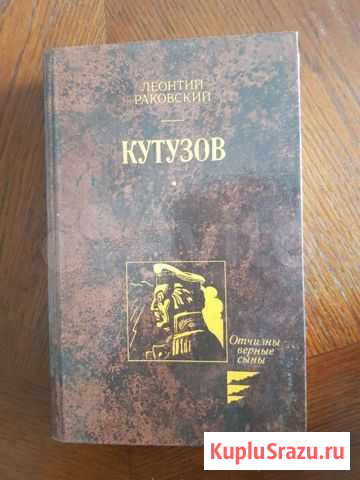 ЛЕОНТИЙ
РАКОВСКИЙ
КУТУЗОВ
Отчизны
верные
сыны
KupluSrazu.ru